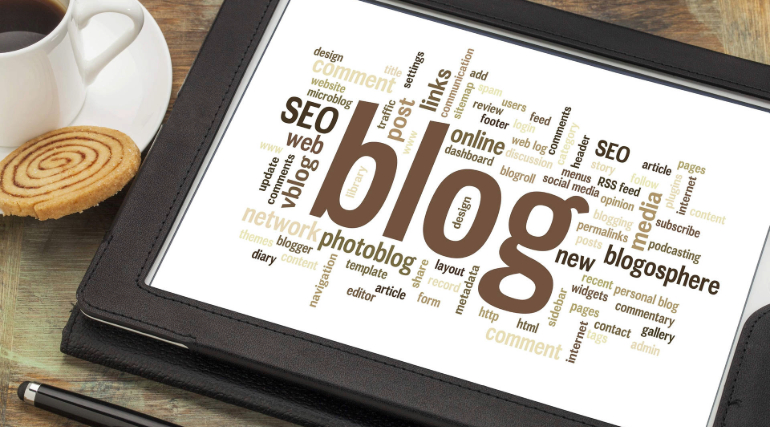 design
comment
title
settings
communication
add
spam
website
microblog
traffic
post
links
sitemap
review
users
feed
footer
login
SEO
web
www
blog
online
web log
category
comments
header
SEO
dashboard
discussion
story
article
pages
www
update
comments
vblog
library
blogroll
menus
RSS feed
follow
plugins
internet
social media
opinion
content
design
blogging
media
subscribe
permalinks
network
photoblog
posts
podcasting
themes
blogger
new
blogosphere
diary
content
template
share
layout
metadata
recent
personal blog
navigation
editor
article
form
record
sidebar
widgets
commentary
http
html
pages
contact
gallery
comment
internet
tags
admin